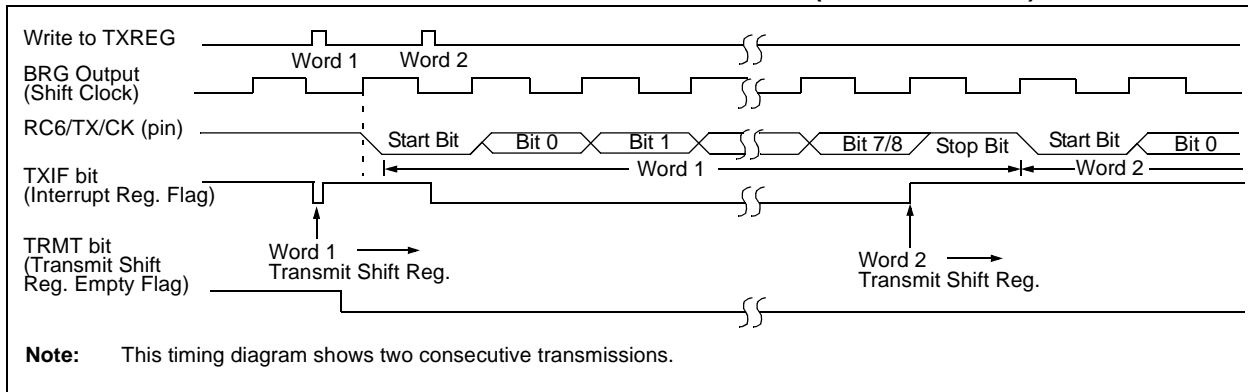 Write to TXREG
Word 1
Word 2
BRG Output
(Shift Clock)
RC6/TX/CK (pin)
Start Bit
Bit 0
Bit 1
Bit 7/8
Stop Bit
Start Bit
Bit 0
Word 1
Word 2
TXIF bit
(Interrupt Reg. Flag)
TRMT bit
(Transmit Shift
Reg. Empty Flag)
Word 1
Transmit Shift Reg.
Word 2
Transmit Shift Reg.
Note: This timing diagram shows two consecutive transmissions.